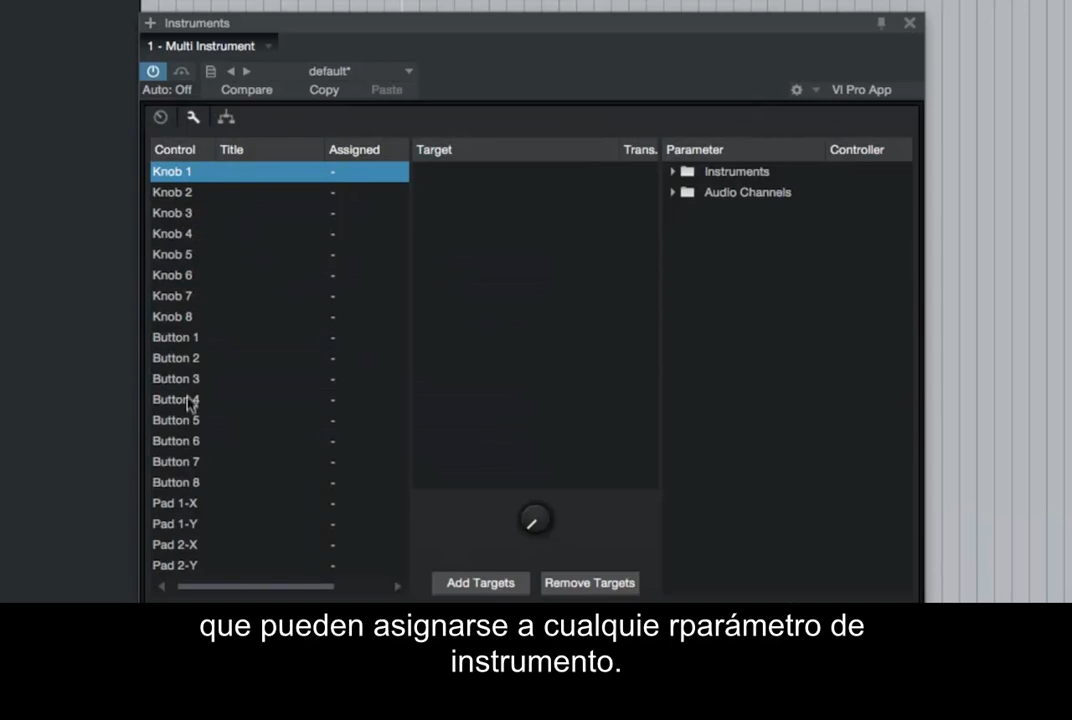 Instruments
1 - Multi Instrument
default*
Auto: Off Compare Copy Paste VI Pro App
Control Title Assigned Target Trans. Parameter Controller
Knob 1 - Instruments
Knob 2 - Audio Channels
Knob 3 -
Knob 4 -
Knob 5 -
Knob 6 -
Knob 7 -
Knob 8 -
Button 1 -
Button 2 -
Button 3 -
Button 4 -
Button 5 -
Button 6 -
Button 7 -
Button 8 -
Pad 1-X -
Pad 1-Y -
Pad 2-X -
Pad 2-Y -
Add Targets Remove Targets
que pueden asignarse a cualquie rparámetro de
instrumento.